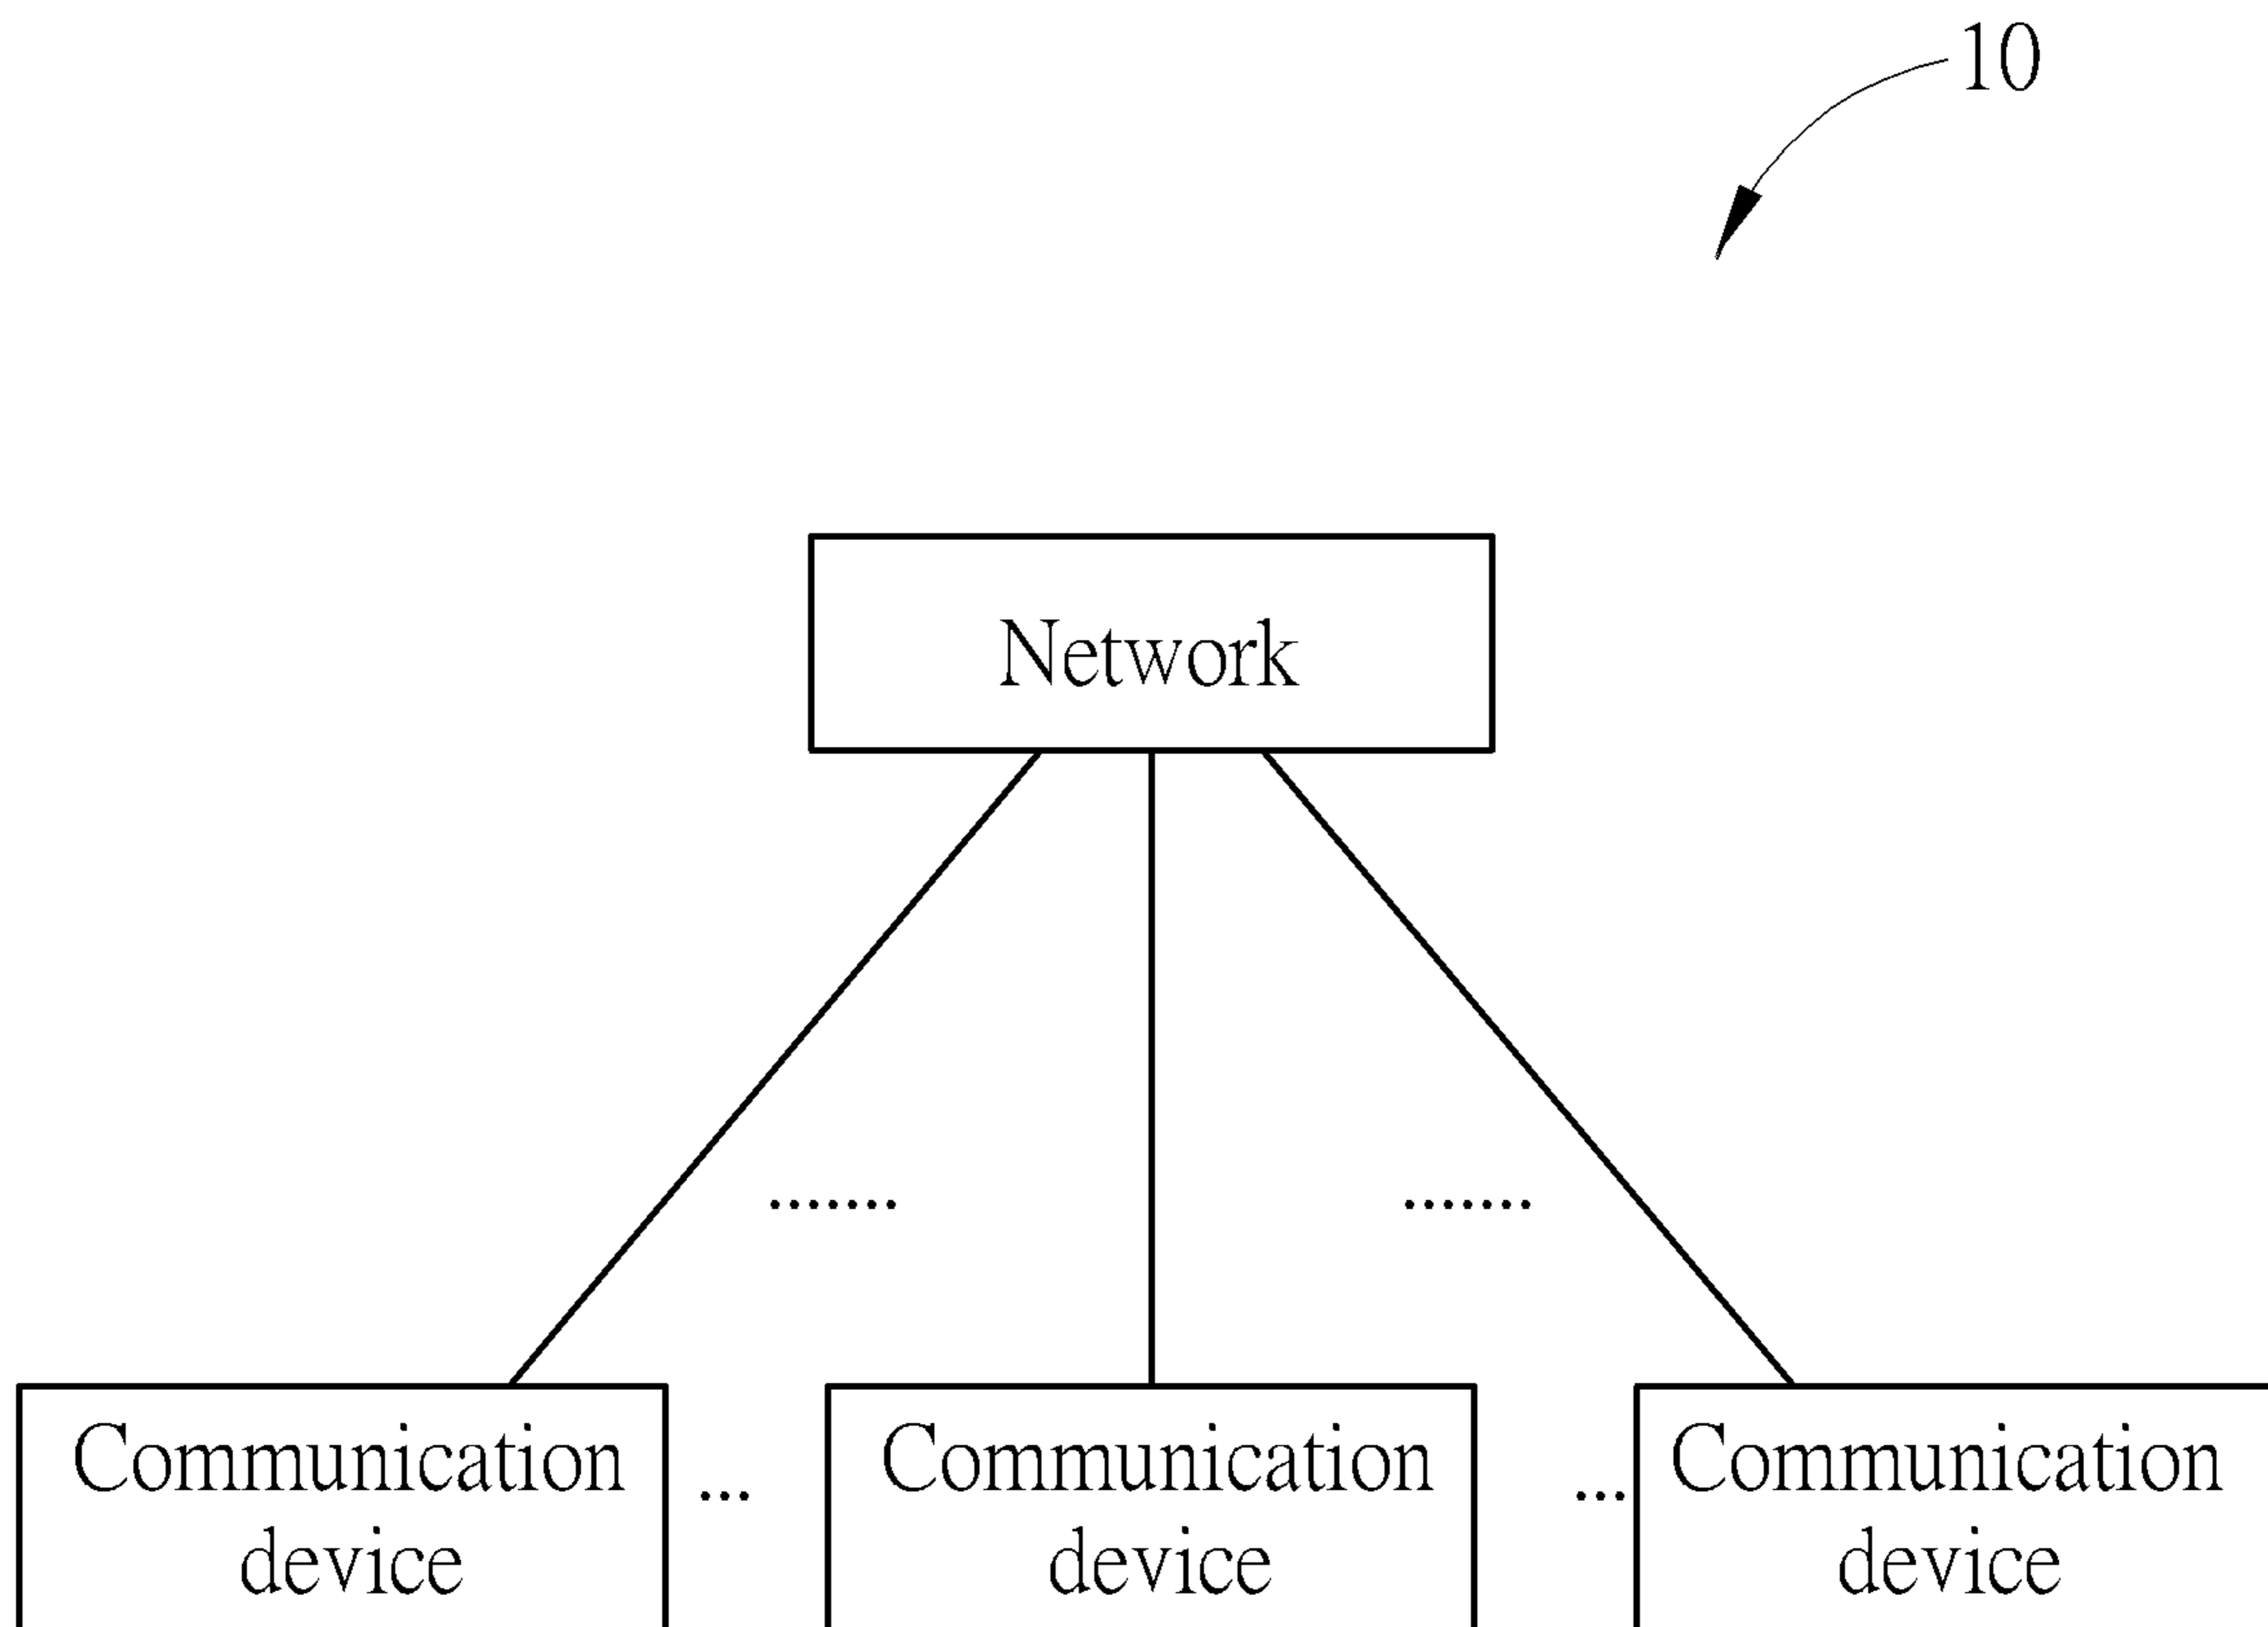 10
Network
.......
.......
Communication device
...
Communication device
...
Communication device